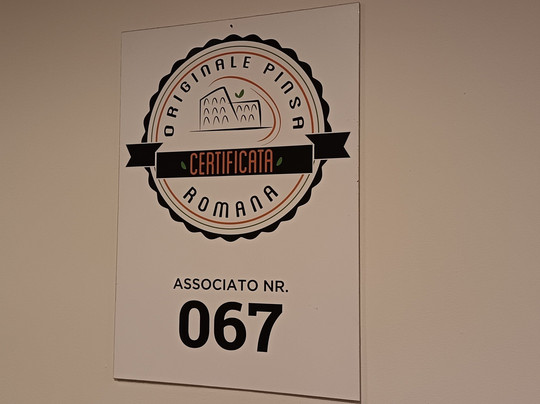 ORIGINALE PINSA
CERTIFICATA
ROMANA
ASSOCIATO NR.
067